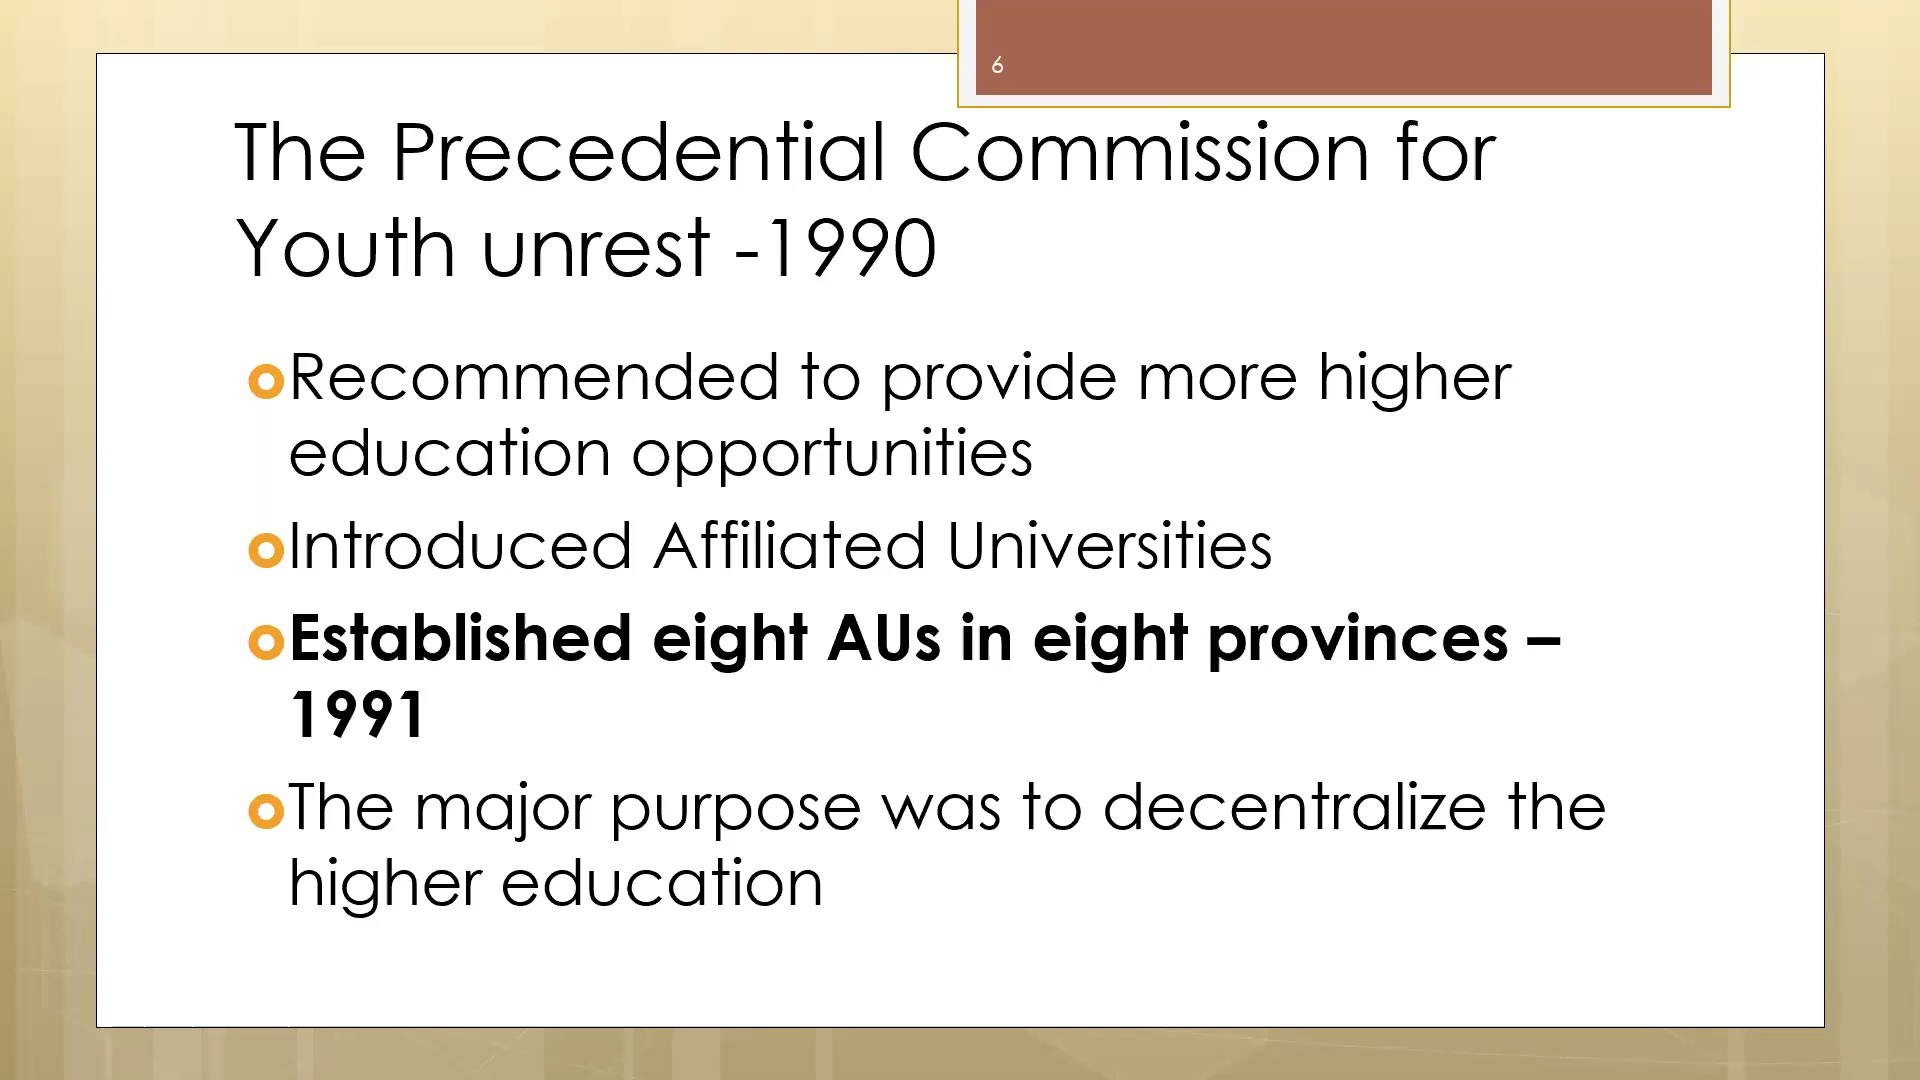 6
The Precedential Commission for
Youth unrest -1990
Recommended to provide more higher
education opportunities
Introduced Affiliated Universities
Established eight AUs in eight provinces –
1991
The major purpose was to decentralize the
higher education